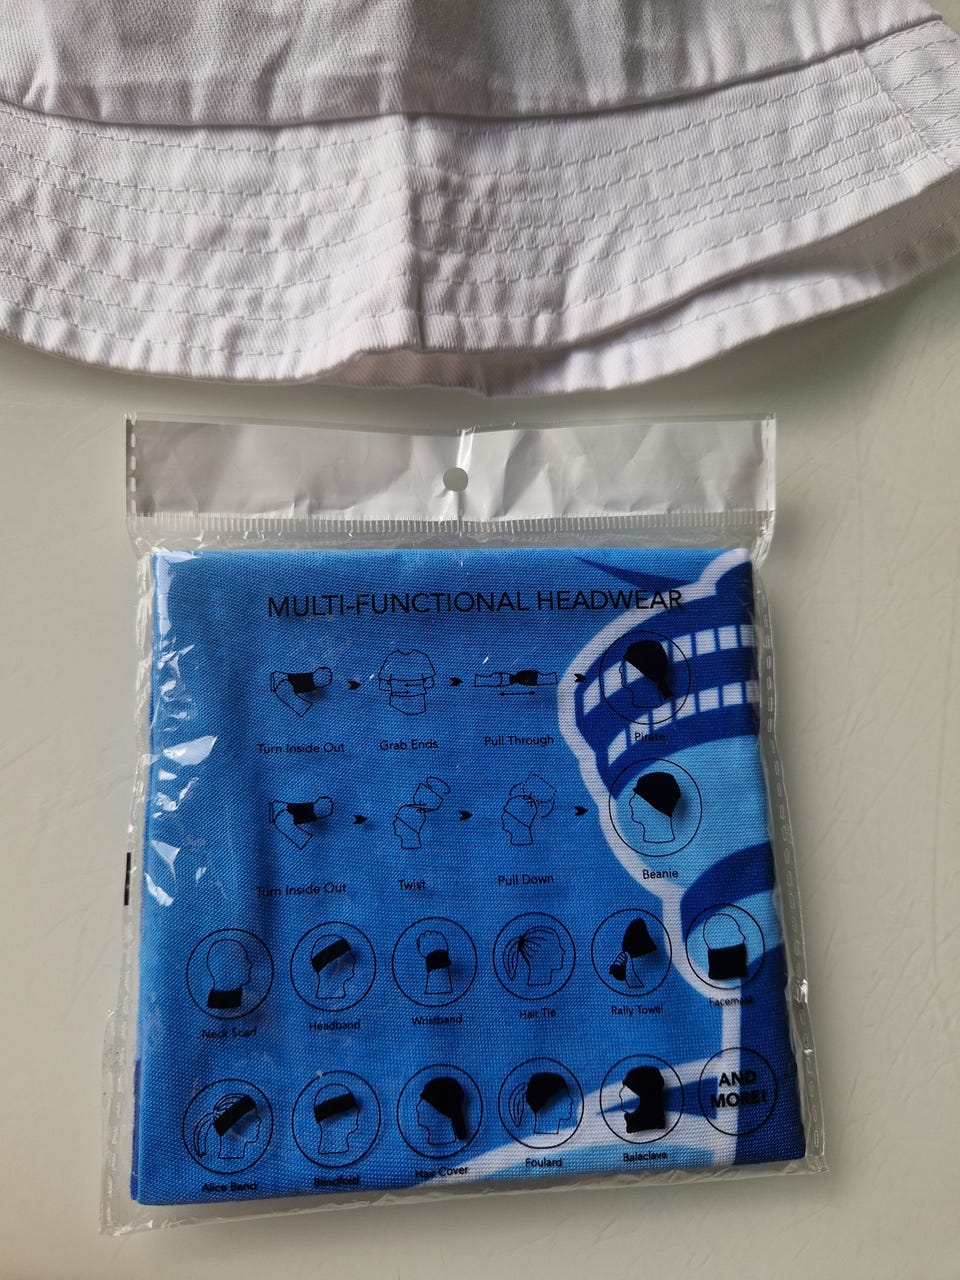 MULTI-FUNCTIONAL HEADWEAR
Turn Inside Out Grab Ends Pull Through Pirate
Turn Inside Out Twist Pull Down Beanie
Neck Scarf Headband Wristband Hair Tie Rally Towel Facemask
AND
MORE!
Alice Band Blindfold Hair Cover Foulard Balaclava